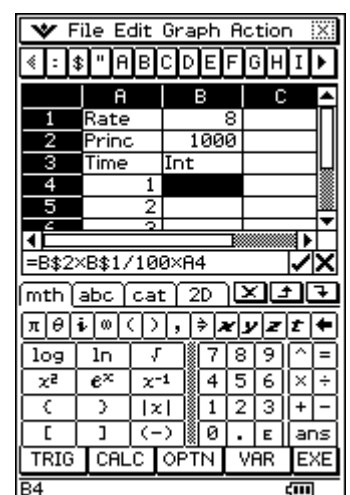 File Edit Graph Action
: $ " A B C D E F G H I
A B C
1 Rate 8
2 Princ 1000
3 Time Int
4 1
5 2
=B$2×B$1/100×A4
mth abc cat 2D
π θ i ∞ ( ) , ⇒ x y z t
log ln √ 7 8 9 ^ =
x² eˣ x⁻¹ 4 5 6 × ÷
( ) |x| 1 2 3 + −
[ ] (−) 0 . E ans
TRIG CALC OPTN VAR EXE
B4